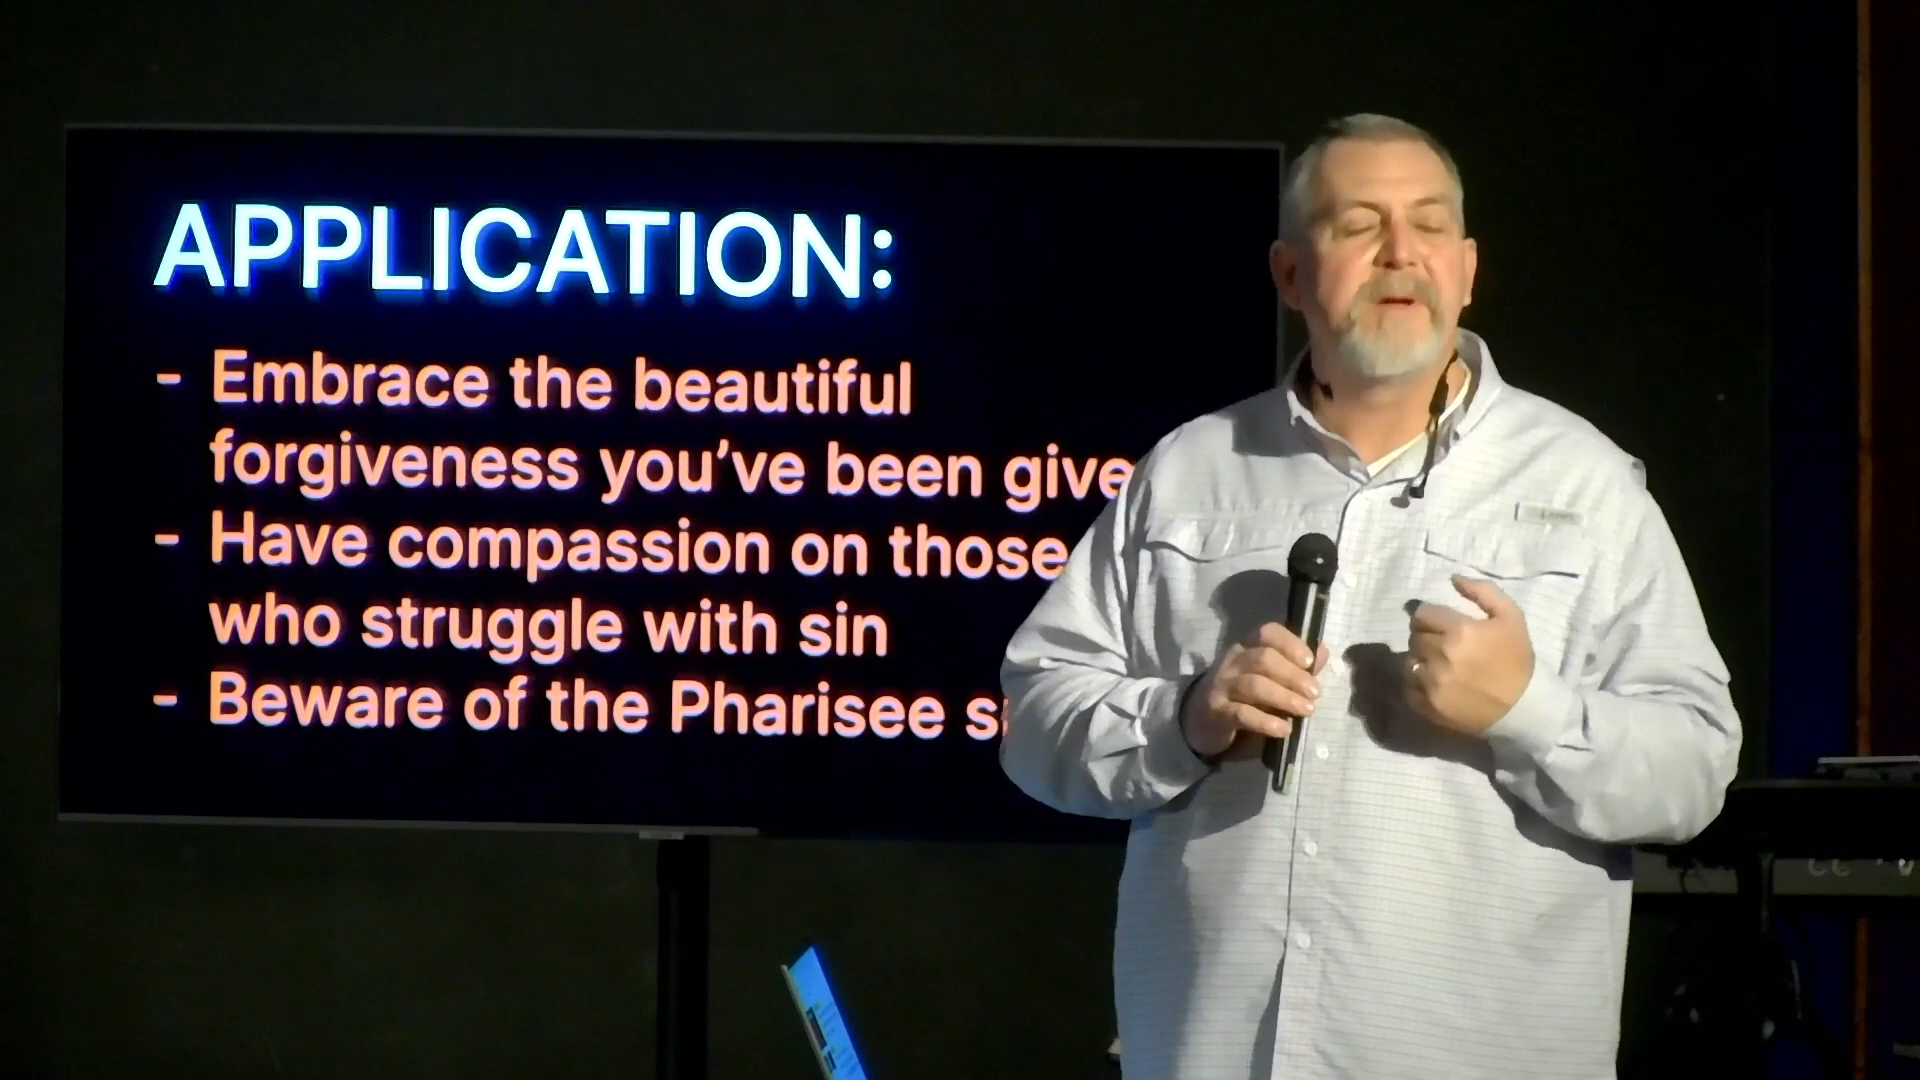 APPLICATION:
- Embrace the beautiful
forgiveness you've been give
- Have compassion on those
who struggle with sin
- Beware of the Pharisee s